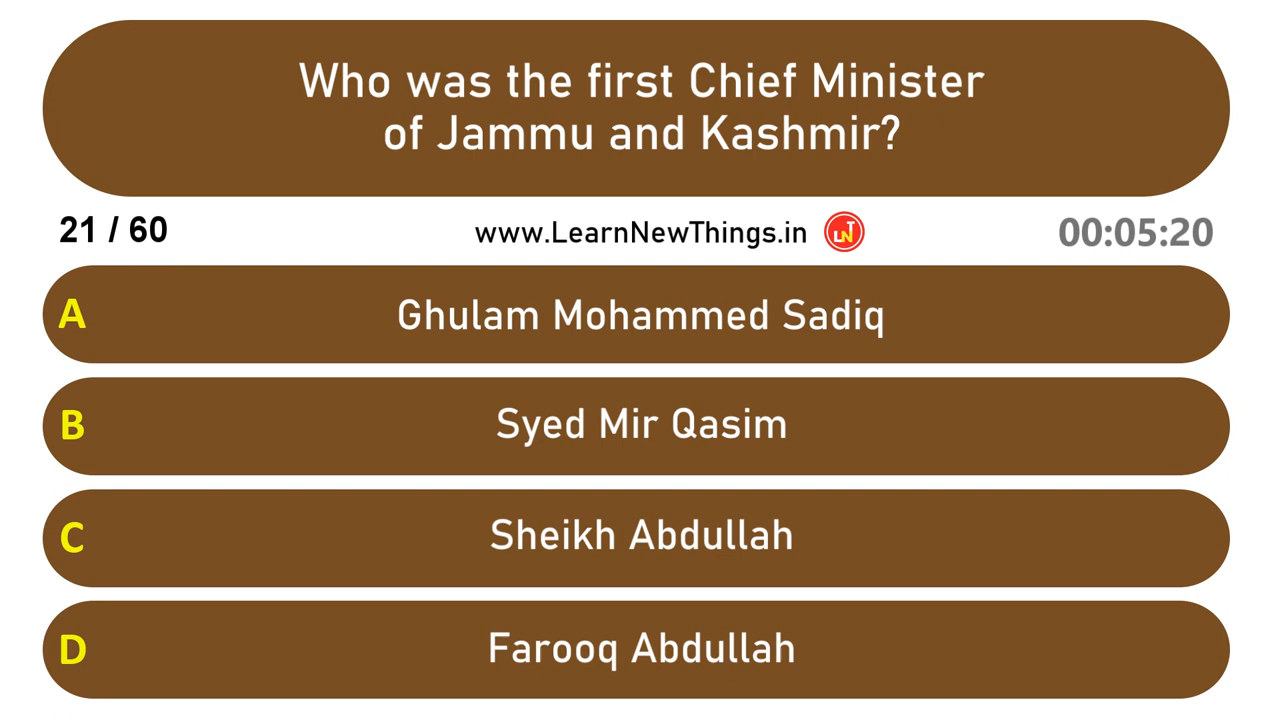 Who was the first Chief Minister
of Jammu and Kashmir?
21 / 60
www.LearnNewThings.in
LNT
00:05:20
A
Ghulam Mohammed Sadiq
B
Syed Mir Qasim
C
Sheikh Abdullah
D
Farooq Abdullah